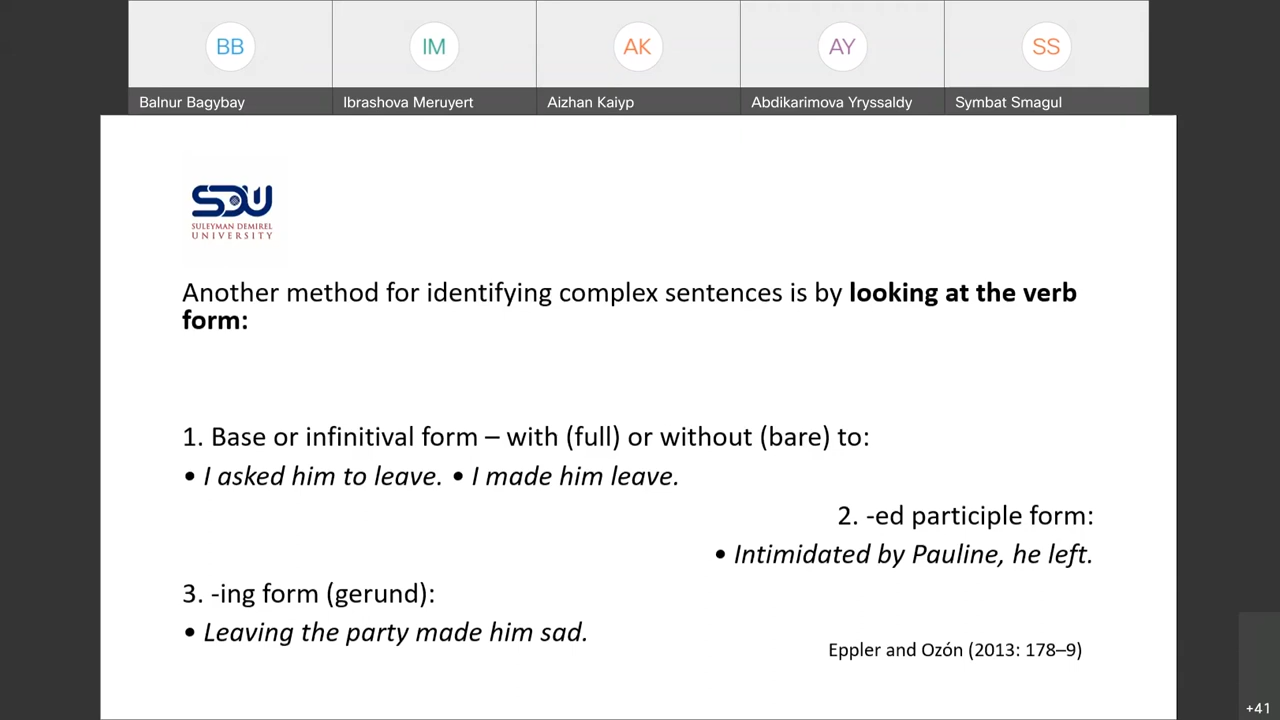 BB
IM
AK
AY
SS
Balnur Bagybay
Ibrashova Meruyert
Aizhan Kaiyp
Abdikarimova Yryssaldy
Symbat Smagul
SDU
SULEYMAN DEMIREL
UNIVERSITY
Another method for identifying complex sentences is by looking at the verb
form:
1. Base or infinitival form – with (full) or without (bare) to:
• I asked him to leave. • I made him leave.
2. -ed participle form:
• Intimidated by Pauline, he left.
3. -ing form (gerund):
• Leaving the party made him sad.
Eppler and Ozón (2013: 178–9)
+41